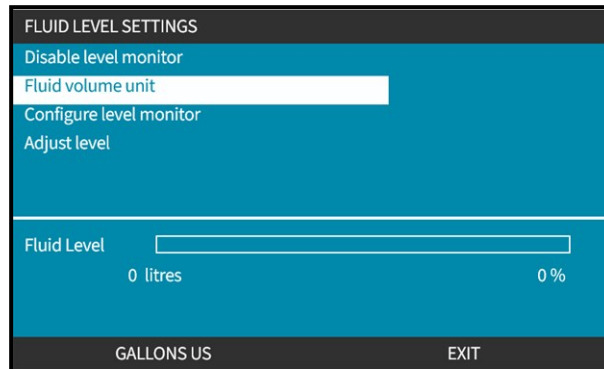 FLUID LEVEL SETTINGS
Disable level monitor
Fluid volume unit
Configure level monitor
Adjust level
Fluid Level
0 litres 0 %
GALLONS US EXIT